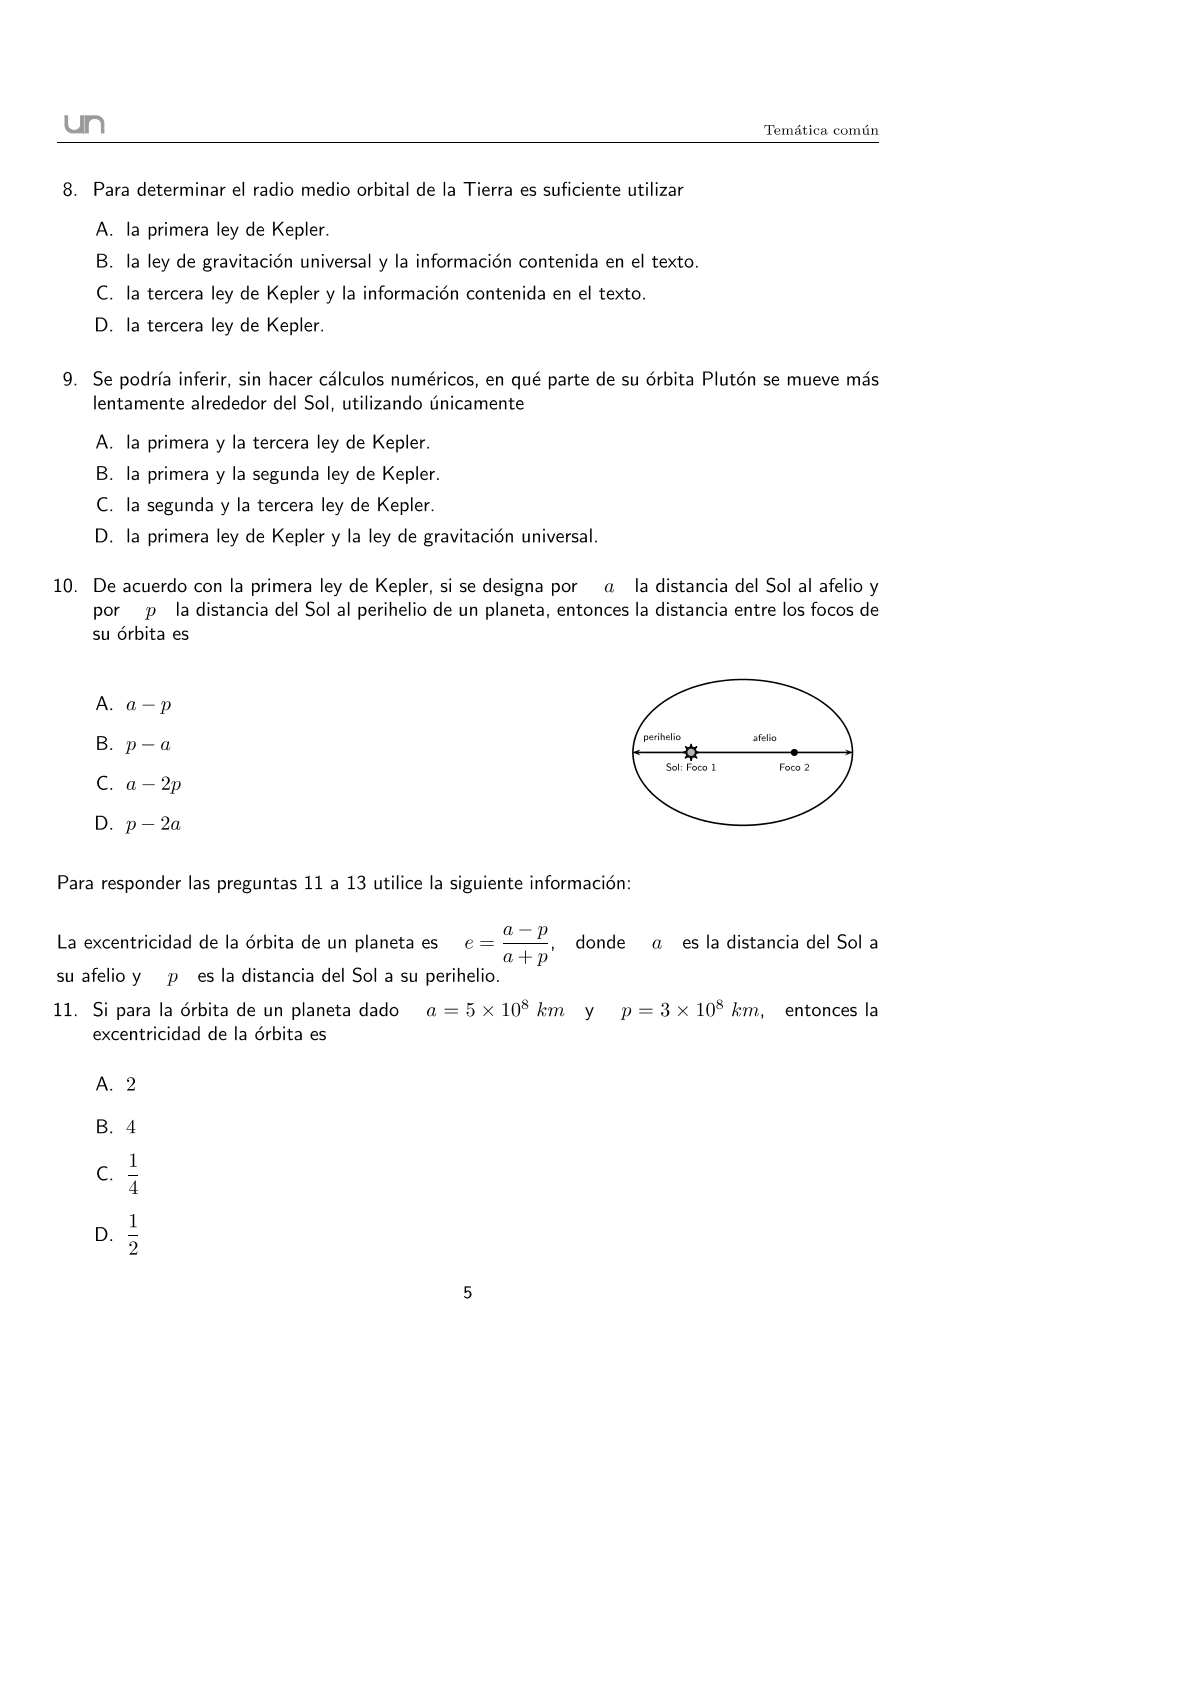 un
Temática común
8. Para determinar el radio medio orbital de la Tierra es suficiente utilizar
A. la primera ley de Kepler.
B. la ley de gravitación universal y la información contenida en el texto.
C. la tercera ley de Kepler y la información contenida en el texto.
D. la tercera ley de Kepler.
9. Se podría inferir, sin hacer cálculos numéricos, en qué parte de su órbita Plutón se mueve más
lentamente alrededor del Sol, utilizando únicamente
A. la primera y la tercera ley de Kepler.
B. la primera y la segunda ley de Kepler.
C. la segunda y la tercera ley de Kepler.
D. la primera ley de Kepler y la ley de gravitación universal.
10. De acuerdo con la primera ley de Kepler, si se designa por a la distancia del Sol al afelio y
por p la distancia del Sol al perihelio de un planeta, entonces la distancia entre los focos de
su órbita es
A. a − p
B. p − a
C. a − 2p
D. p − 2a
perihelio afelio
Sol: Foco 1 Foco 2
Para responder las preguntas 11 a 13 utilice la siguiente información:
La excentricidad de la órbita de un planeta es e = (a − p)/(a + p), donde a es la distancia del Sol a
su afelio y p es la distancia del Sol a su perihelio.
11. Si para la órbita de un planeta dado a = 5 × 10⁸ km y p = 3 × 10⁸ km, entonces la
excentricidad de la órbita es
A. 2
B. 4
C. 1/4
D. 1/2
5